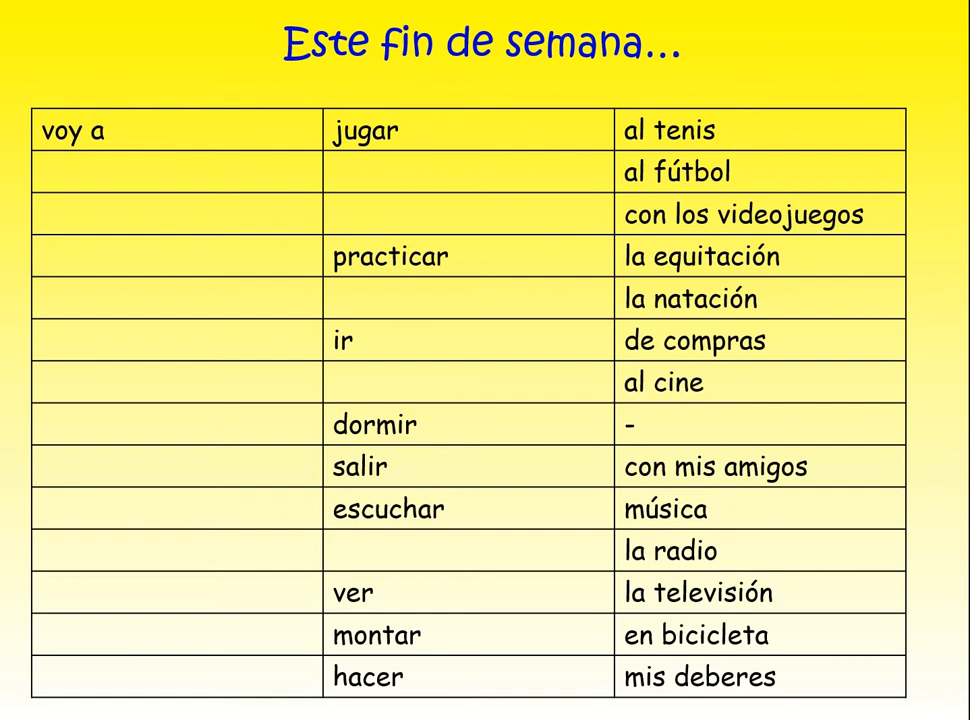 Este fin de semana...
voy a jugar al tenis
al fútbol
con los videojuegos
practicar la equitación
la natación
ir de compras
al cine
dormir -
salir con mis amigos
escuchar música
la radio
ver la televisión
montar en bicicleta
hacer mis deberes